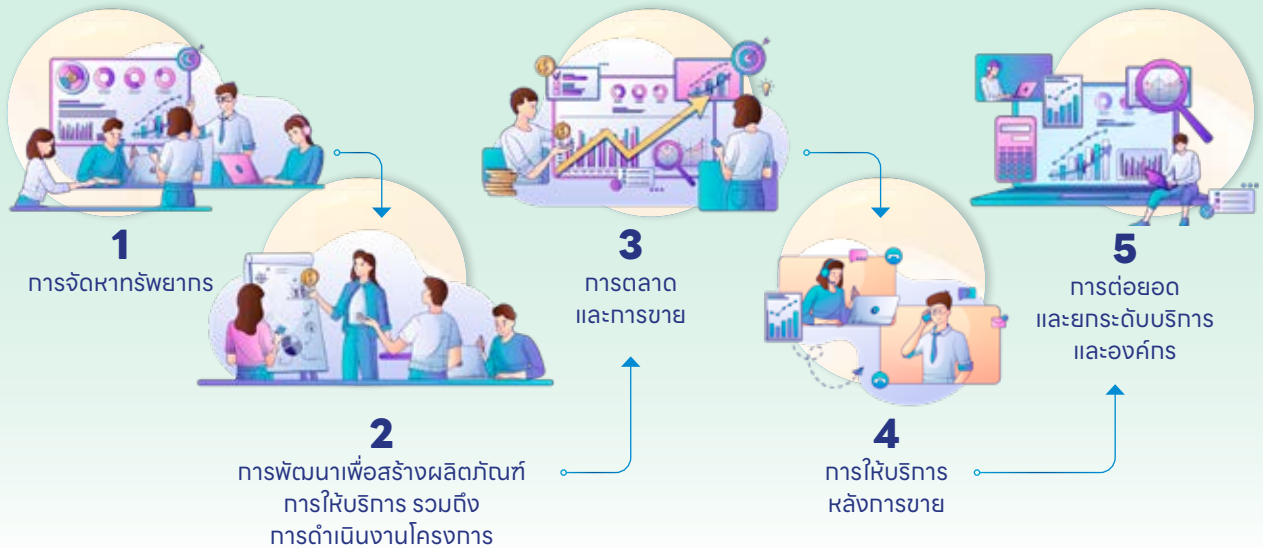 1
การจัดหาทรัพยากร
2
การพัฒนาเพื่อสร้างผลิตภัณฑ์
การให้บริการ รวมถึง
การดำเนินงานโครงการ
3
การตลาด
และการขาย
4
การให้บริการ
หลังการขาย
5
การต่อยอด
และยกระดับบริการ
และองค์กร